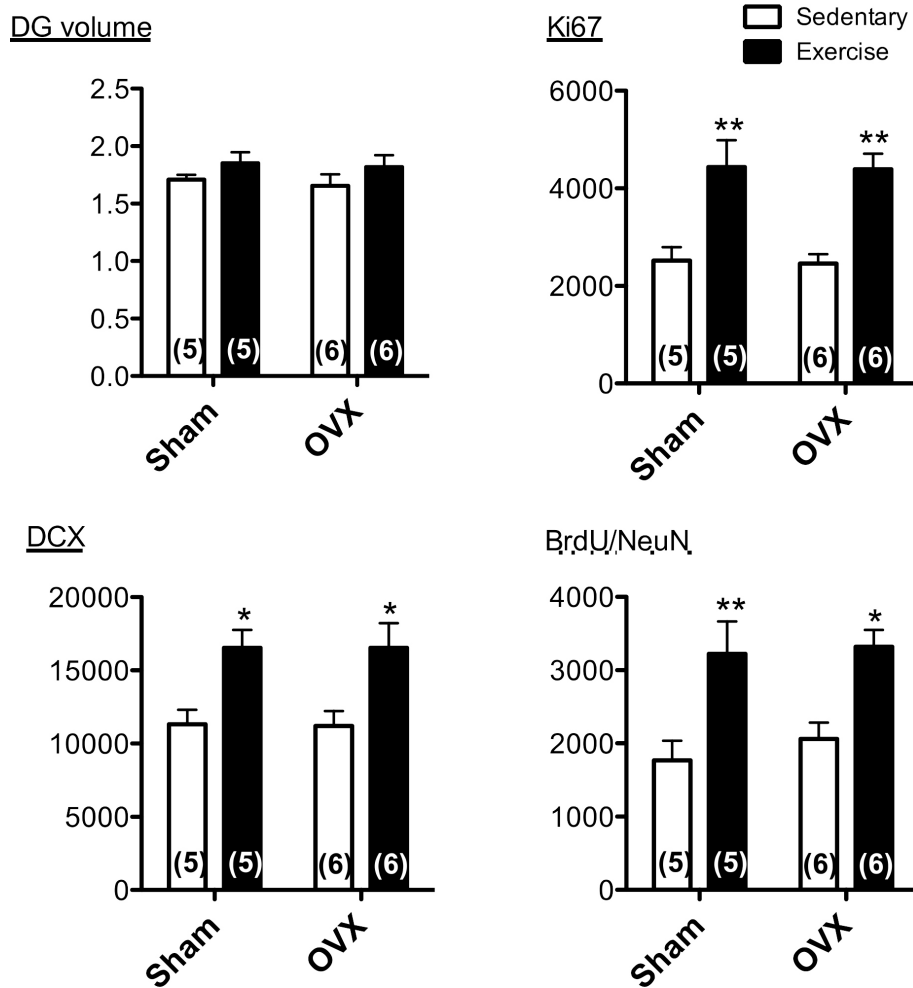 DG volume
2.5
2.0
1.5
1.0
0.5
0.0
(5) (5) (6) (6)
Sham OVX
Ki67
Sedentary
Exercise
6000
4000
2000
0
** **
(5) (5) (6) (6)
Sham OVX
DCX
20000
15000
10000
5000
0
* *
(5) (5) (6) (6)
Sham OVX
BrdU/NeuN
4000
3000
2000
1000
0
** *
(5) (5) (6) (6)
Sham OVX